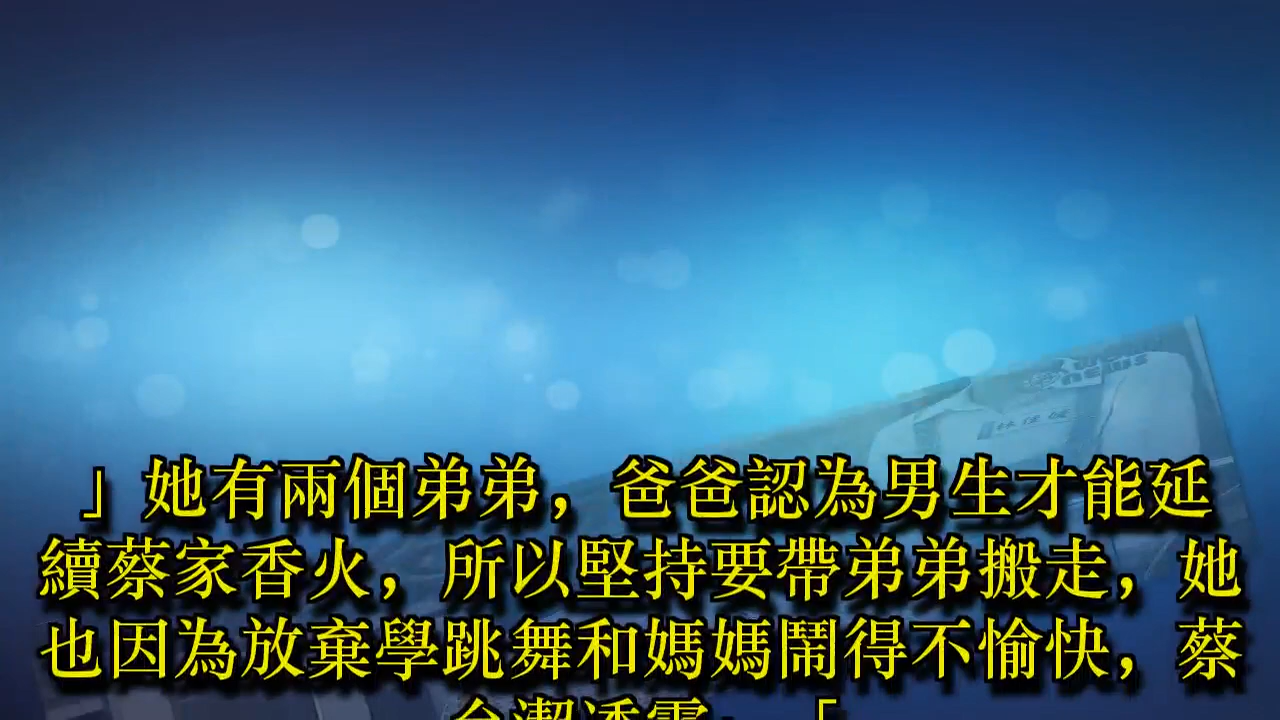 」她有兩個弟弟，爸爸認為男生才能延
續蔡家香火，所以堅持要帶弟弟搬走，她
也因為放棄學跳舞和媽媽鬧得不愉快，蔡